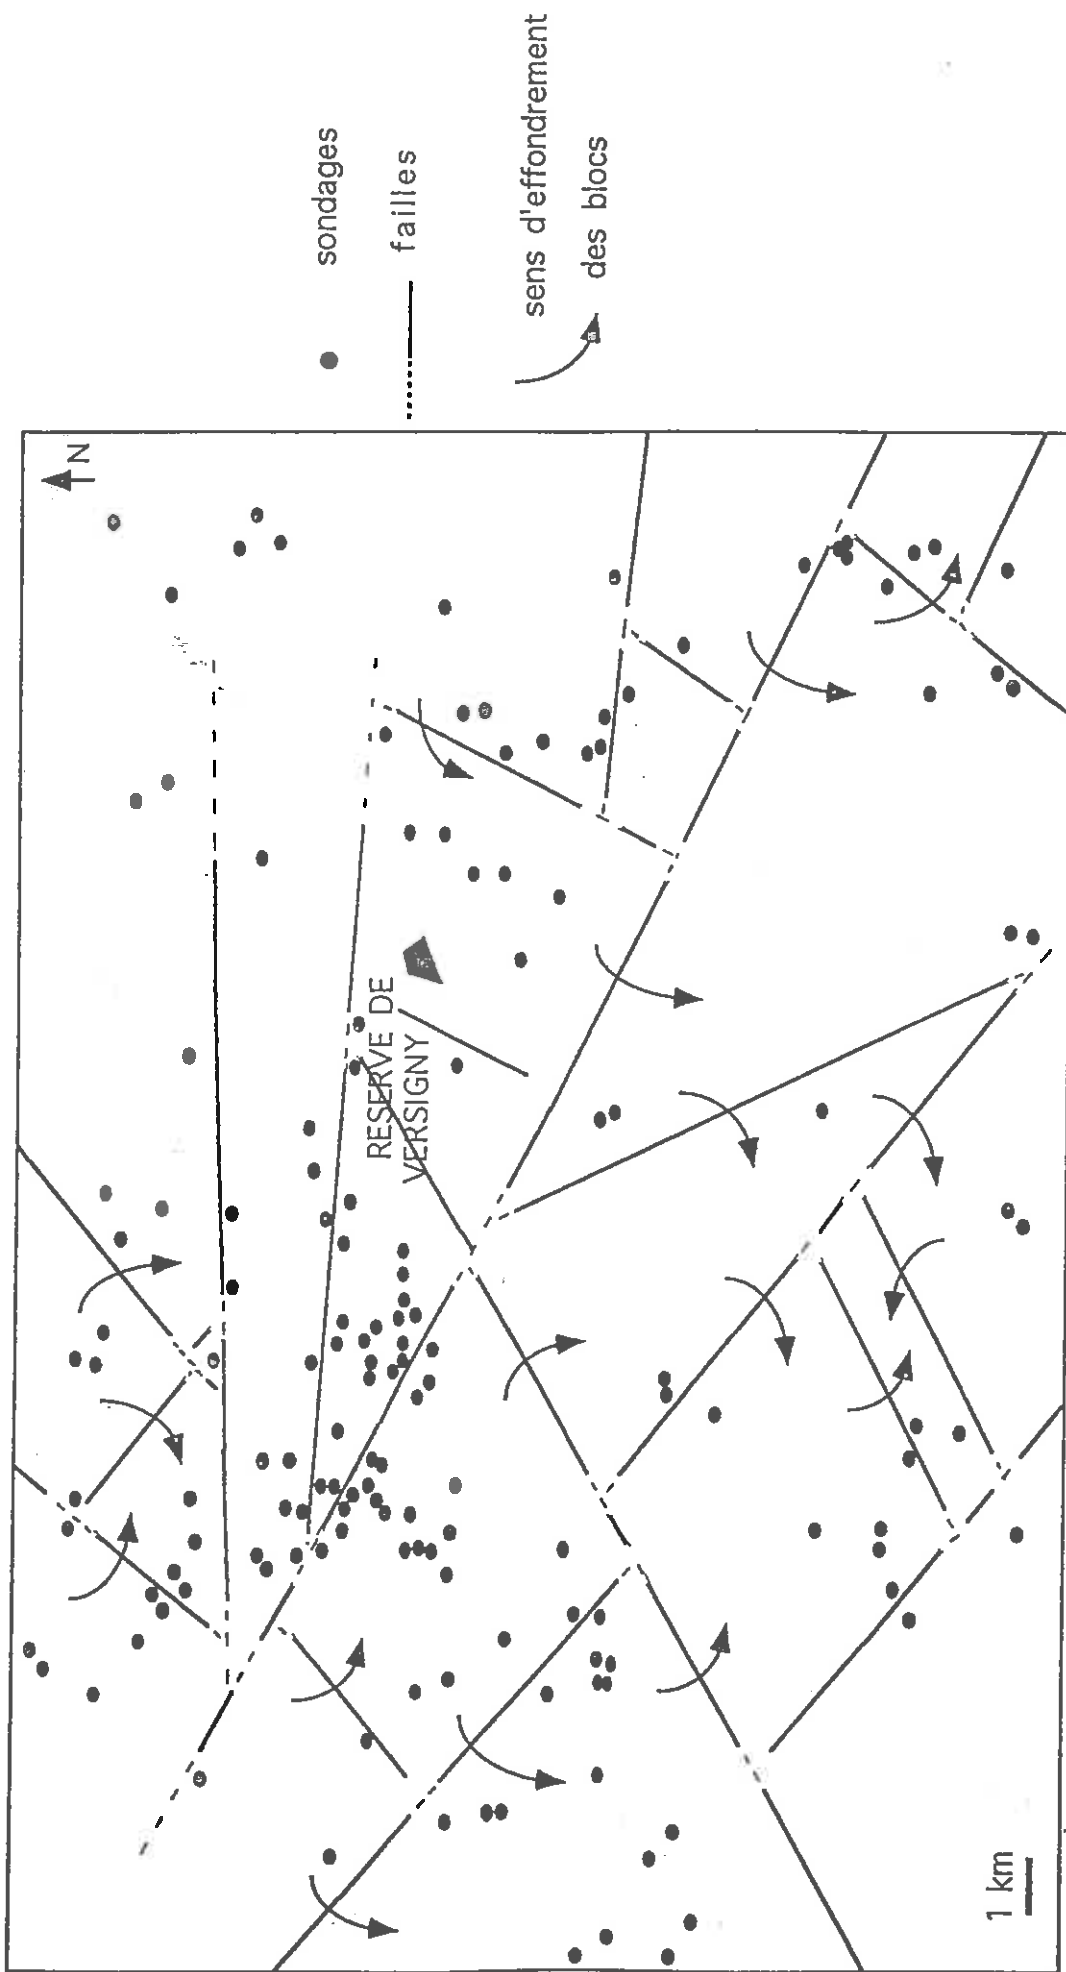 N
RESERVE DE
VERSIGNY
1 km
sondages
failles
sens d'effondrement
des blocs